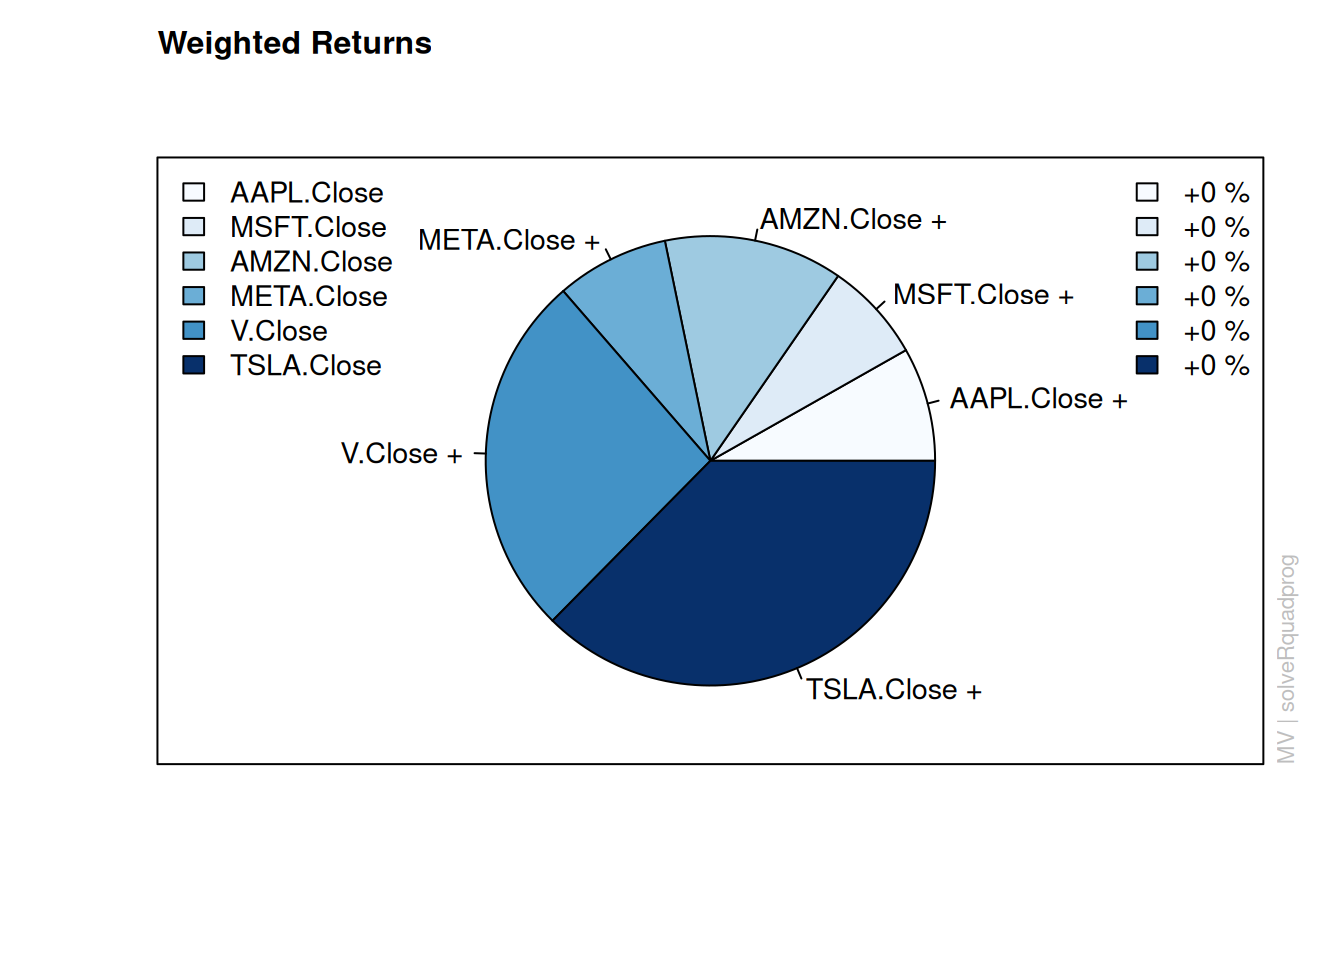 Weighted Returns
AAPL.Close
MSFT.Close
AMZN.Close
META.Close
V.Close
TSLA.Close
+0 %
+0 %
+0 %
+0 %
+0 %
+0 %
AMZN.Close +
META.Close +
MSFT.Close +
AAPL.Close +
V.Close +
TSLA.Close +
MV | solveRquadprog